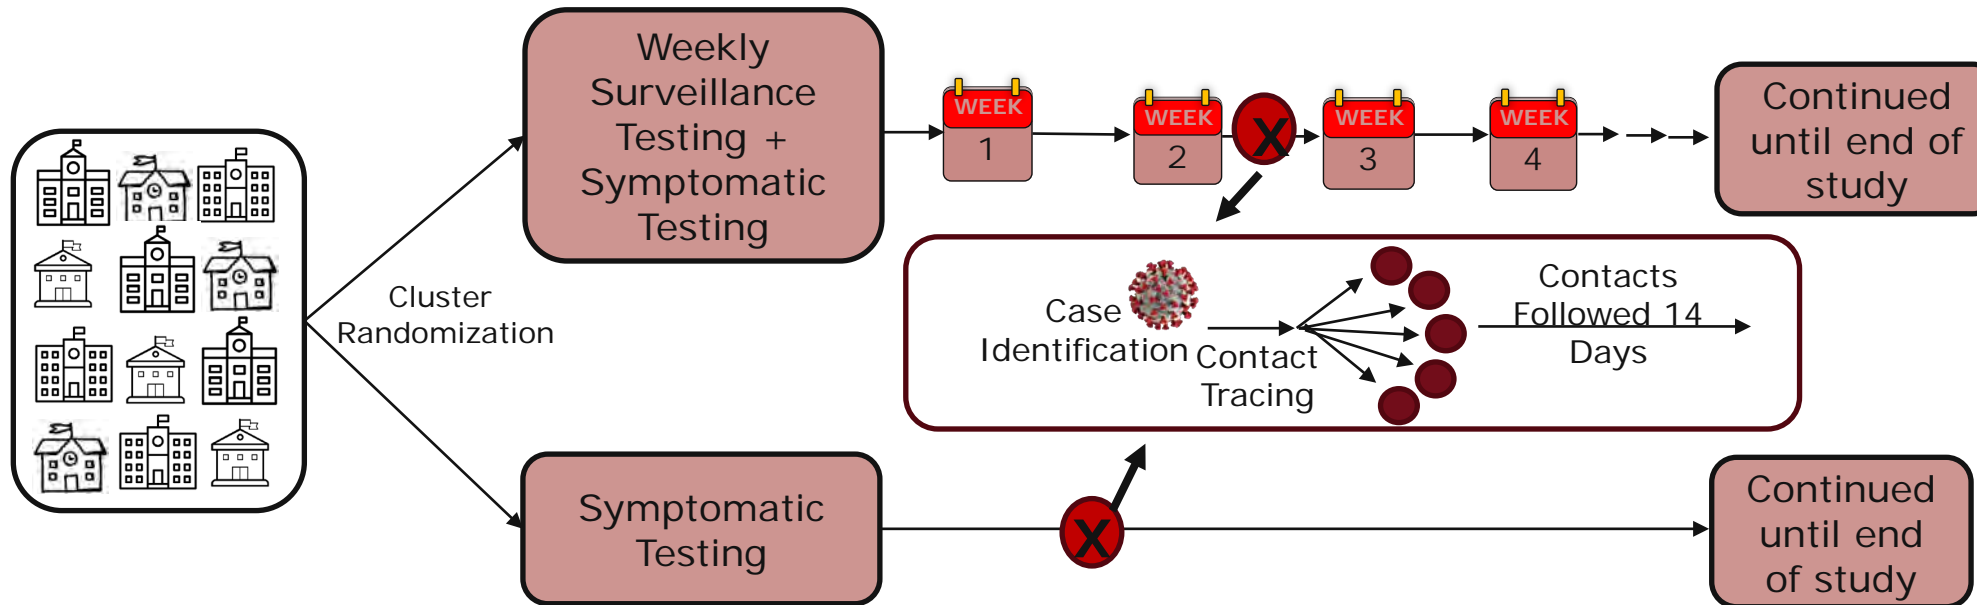 Weekly
Surveillance
Testing +
Symptomatic
Testing
WEEK
1
WEEK
2
X
WEEK
3
WEEK
4
Continued
until end of
study
Cluster
Randomization
Case
Identification
Contact
Tracing
Contacts
Followed 14
Days
Symptomatic
Testing
X
Continued
until end
of study